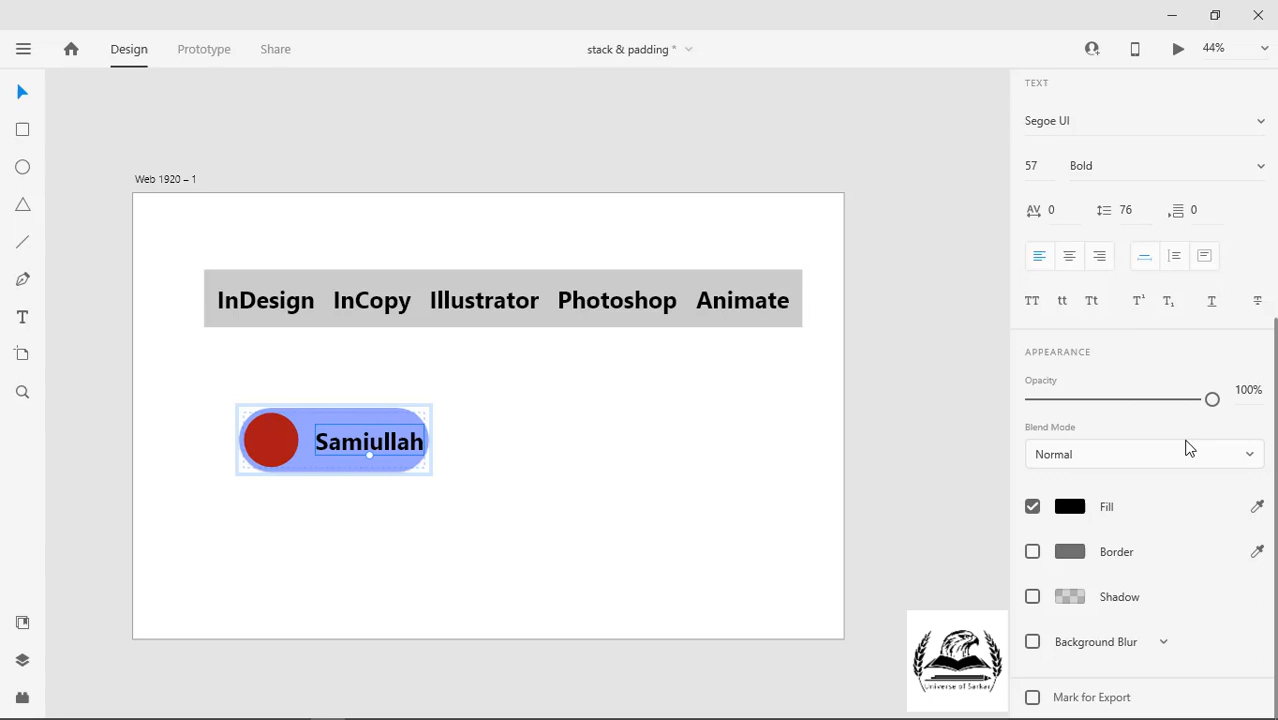 Design Prototype Share
stack & padding *
44%
Web 1920 – 1
InDesign InCopy Illustrator Photoshop Animate
Samiullah
TEXT
Segoe UI
57 Bold
AV 0 76 0
TT tt Tt T¹ T₁ T T
APPEARANCE
Opacity
100%
Blend Mode
Normal
Fill
Border
Shadow
Background Blur
Mark for Export
Universe of Sarkar